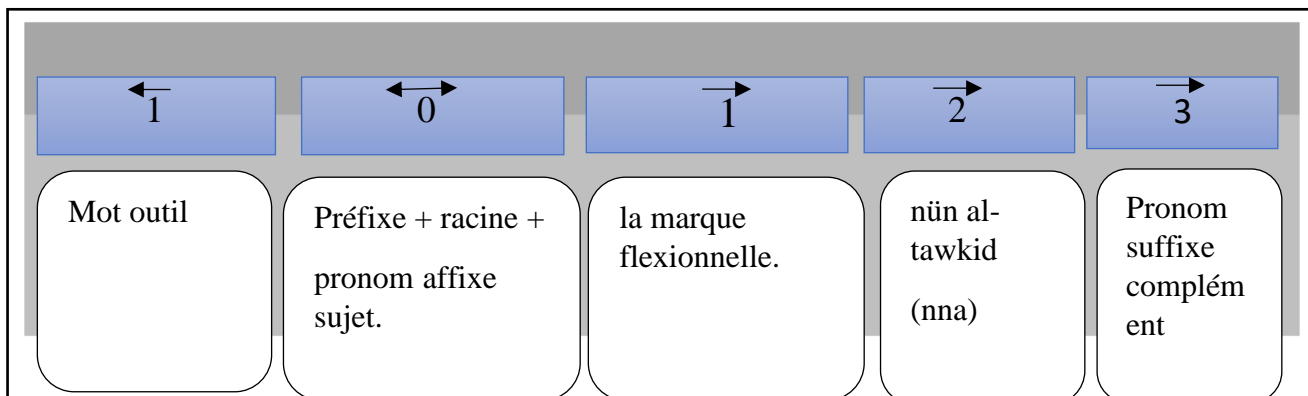 1
0
1
2
3
Mot outil
Préfixe + racine +
pronom affixe
sujet.
la marque
flexionnelle.
nün al-
tawkid
(nna)
Pronom
suffixe
complém
ent